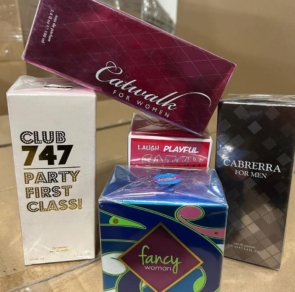 Catwalk
FOR WOMEN
CLUB
747
PARTY
FIRST
CLASS!
LAUGH PLAYFUL
CABRERRA
FOR MEN
fancy
woman